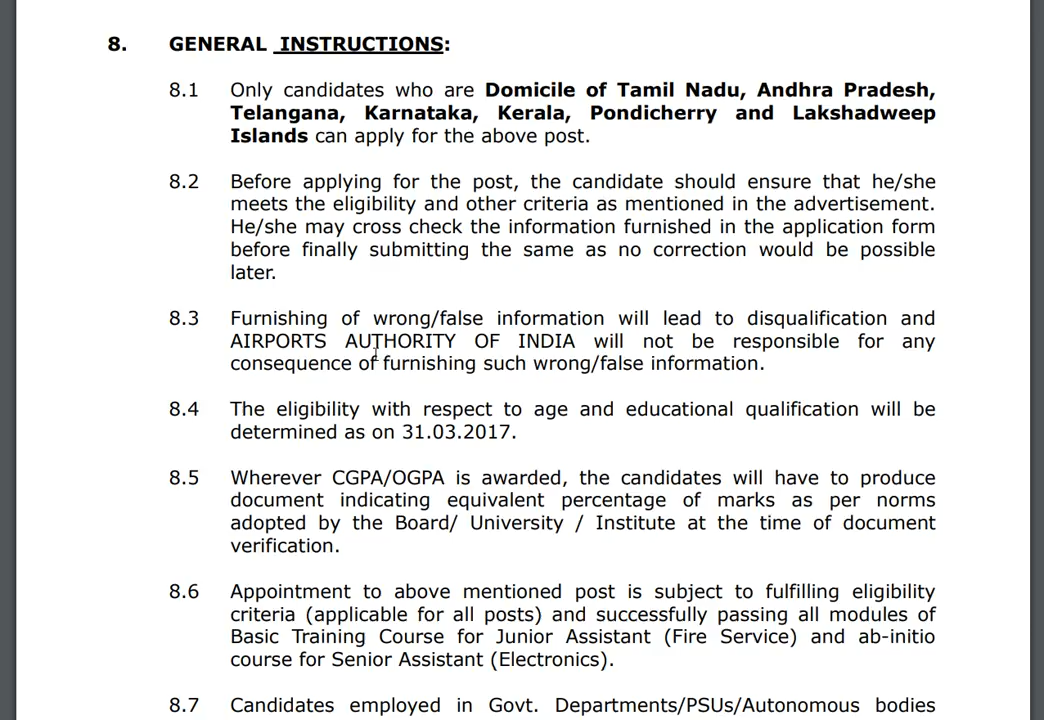 8. GENERAL INSTRUCTIONS:
8.1 Only candidates who are Domicile of Tamil Nadu, Andhra Pradesh,
Telangana, Karnataka, Kerala, Pondicherry and Lakshadweep
Islands can apply for the above post.
8.2 Before applying for the post, the candidate should ensure that he/she
meets the eligibility and other criteria as mentioned in the advertisement.
He/she may cross check the information furnished in the application form
before finally submitting the same as no correction would be possible
later.
8.3 Furnishing of wrong/false information will lead to disqualification and
AIRPORTS AUTHORITY OF INDIA will not be responsible for any
consequence of furnishing such wrong/false information.
8.4 The eligibility with respect to age and educational qualification will be
determined as on 31.03.2017.
8.5 Wherever CGPA/OGPA is awarded, the candidates will have to produce
document indicating equivalent percentage of marks as per norms
adopted by the Board/ University / Institute at the time of document
verification.
8.6 Appointment to above mentioned post is subject to fulfilling eligibility
criteria (applicable for all posts) and successfully passing all modules of
Basic Training Course for Junior Assistant (Fire Service) and ab-initio
course for Senior Assistant (Electronics).
8.7 Candidates employed in Govt. Departments/PSUs/Autonomous bodies